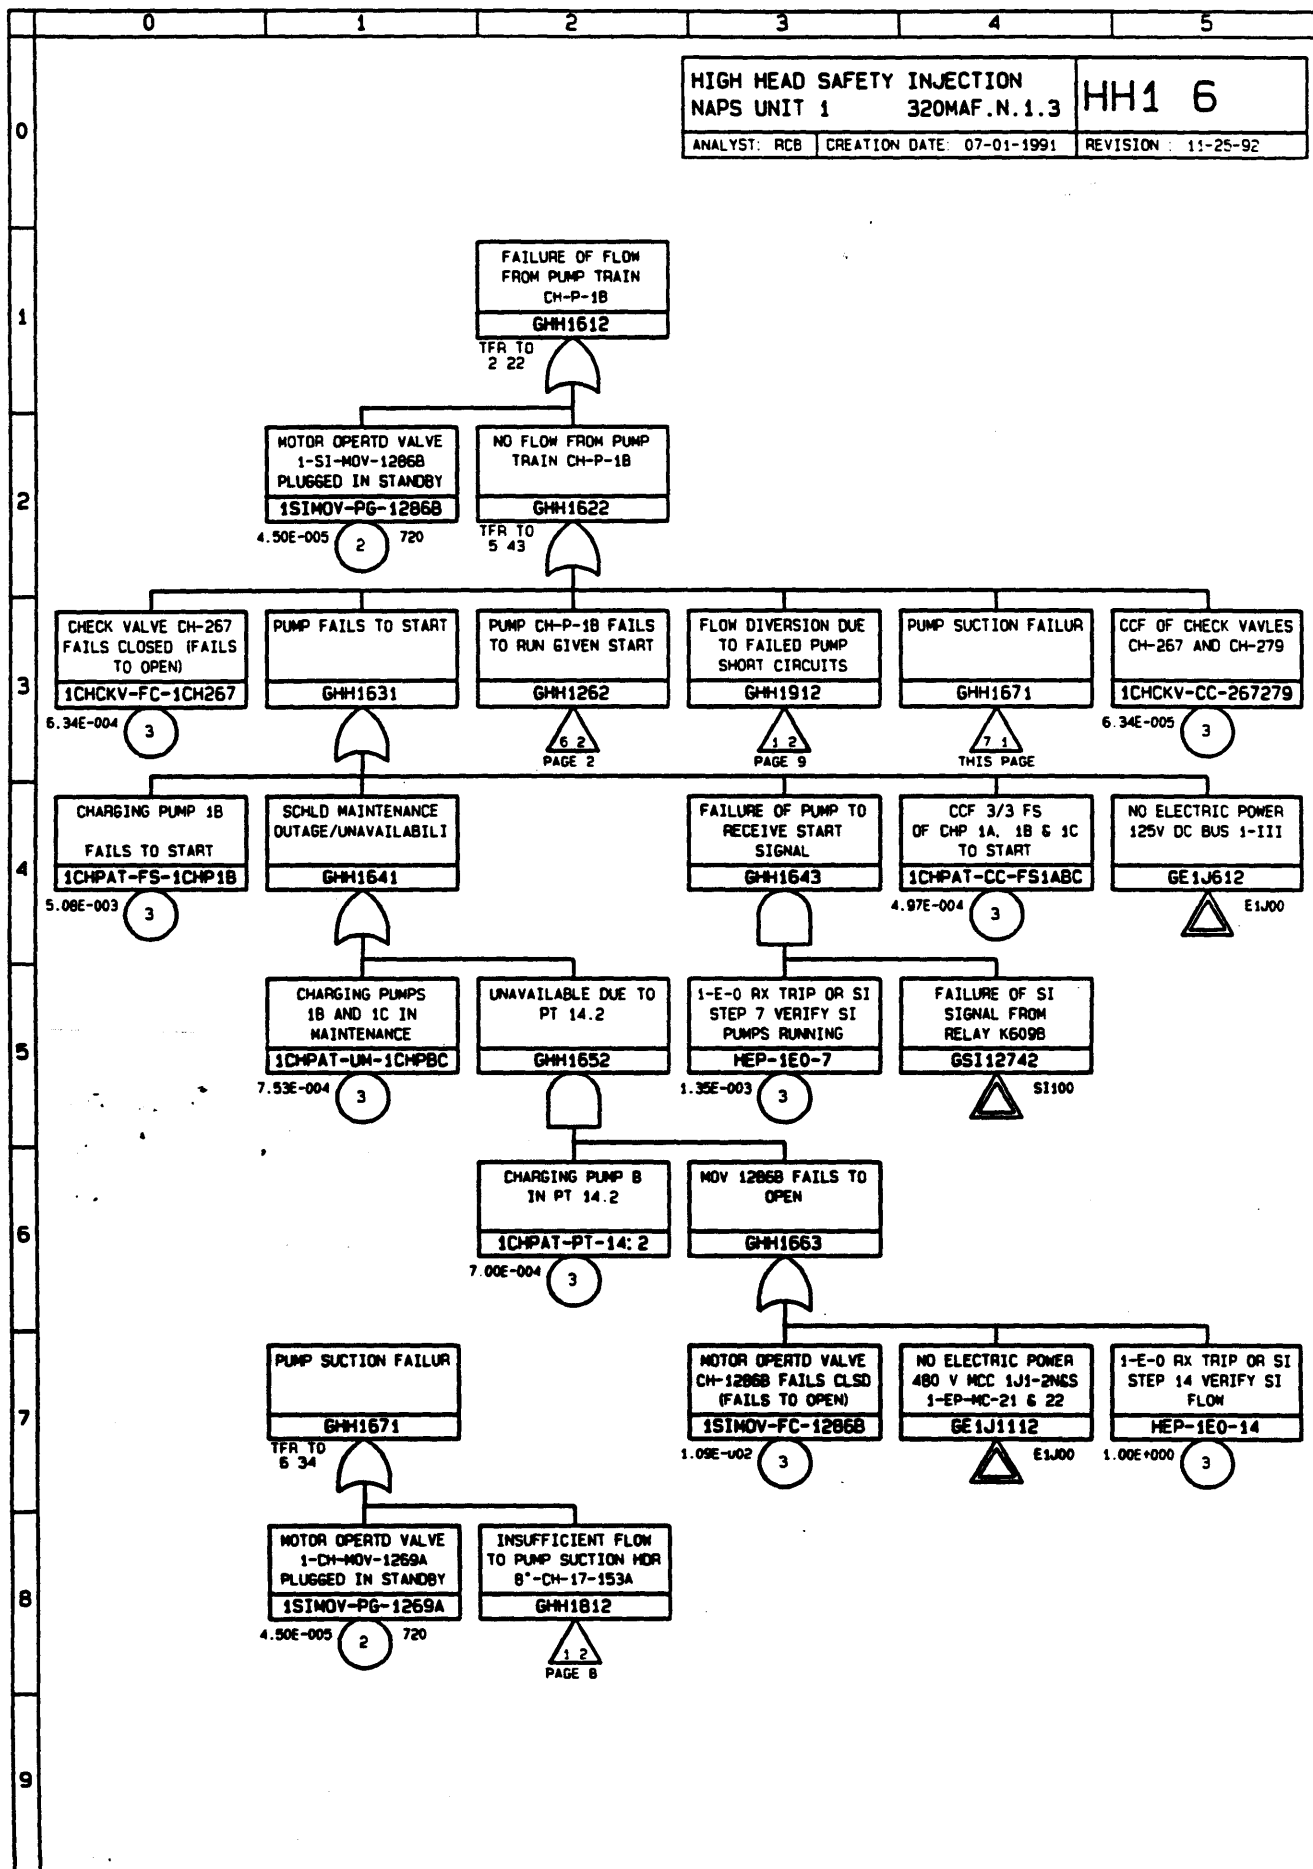 0 1 2 3 4 5
HIGH HEAD SAFETY INJECTION
NAPS UNIT 1 320MAF.N.1.3
HH1 6
ANALYST: RCB CREATION DATE: 07-01-1991 REVISION : 11-25-92
0
FAILURE OF FLOW
FROM PUMP TRAIN
CH-P-1B
GHH1612
TFR TO
2 22
1
MOTOR OPERTD VALVE
1-SI-MOV-1286B
PLUGGED IN STANDBY
1SIMOV-PG-1286B
4.50E-005 2 720
NO FLOW FROM PUMP
TRAIN CH-P-1B
GHH1622
TFR TO
5 43
2
CHECK VALVE CH-267
FAILS CLOSED (FAILS
TO OPEN)
1CHCKV-FC-1CH267
6.34E-004 3
PUMP FAILS TO START
GHH1631
PUMP CH-P-1B FAILS
TO RUN GIVEN START
GHH1262
6 2
PAGE 2
FLOW DIVERSION DUE
TO FAILED PUMP
SHORT CIRCUITS
GHH1912
1 2
PAGE 9
PUMP SUCTION FAILUR
GHH1671
7 1
THIS PAGE
CCF OF CHECK VAVLES
CH-267 AND CH-279
1CHCKV-CC-267279
6.34E-005 3
3
CHARGING PUMP 1B
FAILS TO START
1CHPAT-FS-1CHP1B
5.08E-003 3
SCHLD MAINTENANCE
OUTAGE/UNAVAILABILI
GHH1641
FAILURE OF PUMP TO
RECEIVE START
SIGNAL
GHH1643
CCF 3/3 FS
OF CHP 1A, 1B & 1C
TO START
1CHPAT-CC-FS1ABC
4.97E-004 3
NO ELECTRIC POWER
125V DC BUS 1-III
GE1J612
E1J00
4
CHARGING PUMPS
1B AND 1C IN
MAINTENANCE
1CHPAT-UM-1CHPBC
7.53E-004 3
UNAVAILABLE DUE TO
PT 14.2
GHH1652
1-E-0 RX TRIP OR SI
STEP 7 VERIFY SI
PUMPS RUNNING
HEP-1E0-7
1.35E-003 3
FAILURE OF SI
SIGNAL FROM
RELAY K609B
GSI12742
SI100
5
CHARGING PUMP B
IN PT 14.2
1CHPAT-PT-14:2
7.00E-004 3
MOV 1286B FAILS TO
OPEN
GHH1663
6
PUMP SUCTION FAILUR
GHH1671
TFR TO
6 34
MOTOR OPERTD VALVE
CH-1286B FAILS CLSD
(FAILS TO OPEN)
1SIMOV-FC-1286B
1.09E-002 3
NO ELECTRIC POWER
480 V MCC 1J1-2N&S
1-EP-MC-21 & 22
GE1J1112
E1J00
1-E-0 RX TRIP OR SI
STEP 14 VERIFY SI
FLOW
HEP-1E0-14
1.00E+000 3
7
MOTOR OPERTD VALVE
1-CH-MOV-1269A
PLUGGED IN STANDBY
1SIMOV-PG-1269A
4.50E-005 2 720
INSUFFICIENT FLOW
TO PUMP SUCTION HDR
8"-CH-17-153A
GHH1812
1 2
PAGE 8
8
9